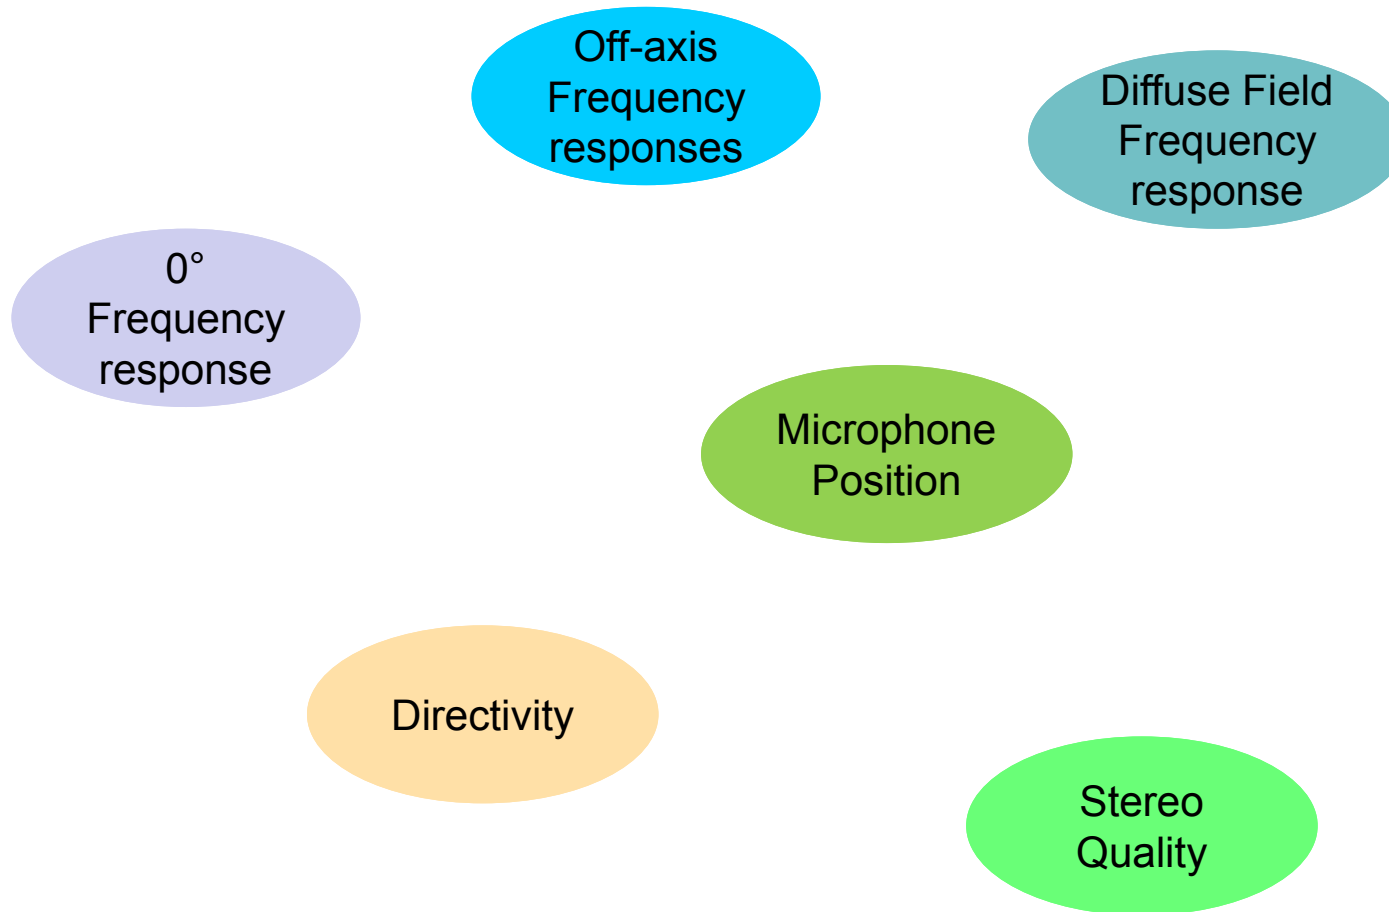 Off-axis
Frequency
responses
Diffuse Field
Frequency
response
0°
Frequency
response
Microphone
Position
Directivity
Stereo
Quality